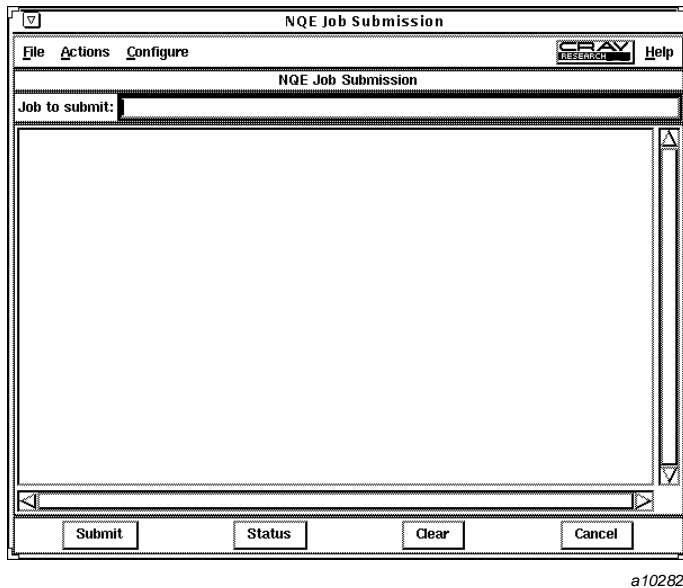 NQE Job Submission
File Actions Configure CRAY RESEARCH Help
NQE Job Submission
Job to submit:
Submit Status Clear Cancel
a10282